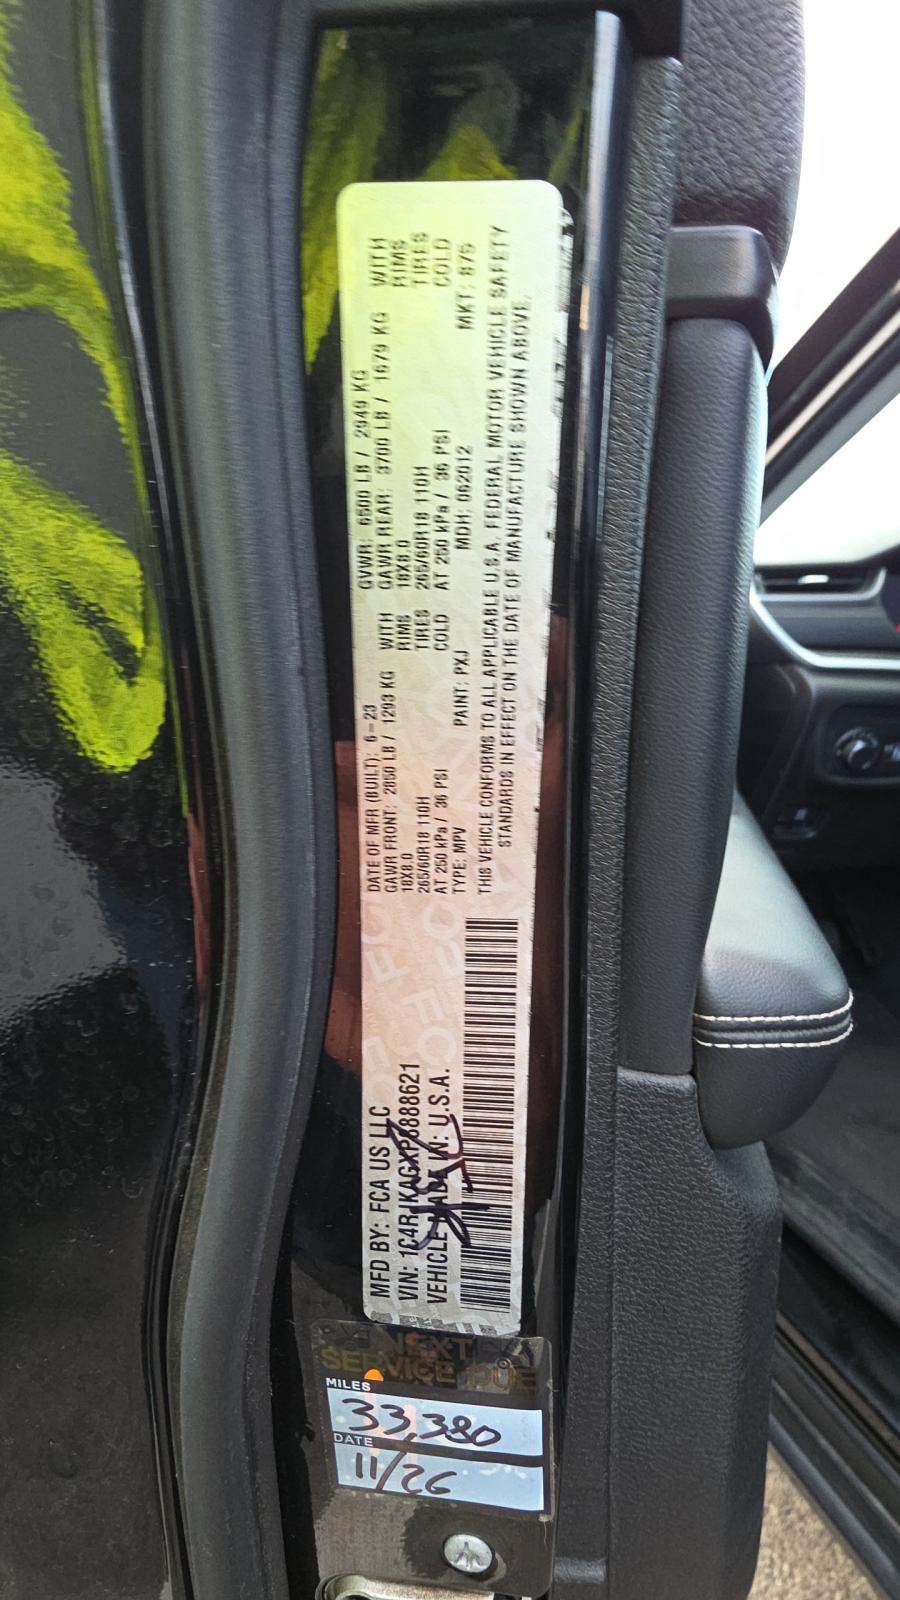 MFD BY: FCA US LLC
DATE OF MFR (BUILT): 6-23
GVWR: 6500 LB / 2949 KG
GAWR FRONT: 2850 LB / 1293 KG WITH
GAWR REAR: 3700 LB / 1679 KG WITH
18X8.0 RIMS
18X8.0 RIMS
265/60R18 110H TIRES
265/60R18 110H TIRES
AT 250 kPa / 36 PSI COLD
AT 250 kPa / 36 PSI COLD
VIN: 1C4RJKAGXP8888621
TYPE: MPV PAINT: PXJ MDH: 062012 MKT: 875
VEHICLE MADE IN: U.S.A.
THIS VEHICLE CONFORMS TO ALL APPLICABLE U.S.A. FEDERAL MOTOR VEHICLE SAFETY
STANDARDS IN EFFECT ON THE DATE OF MANUFACTURE SHOWN ABOVE.
NEXT
SERVICE DUE
MILES
33,380
DATE
11/26